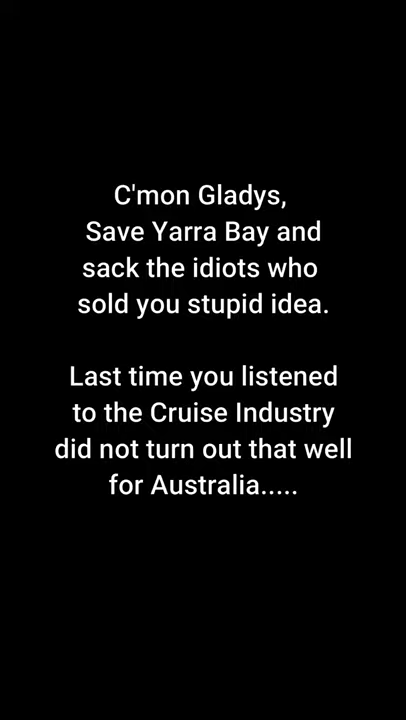 C'mon Gladys,
Save Yarra Bay and
sack the idiots who
sold you stupid idea.
Last time you listened
to the Cruise Industry
did not turn out that well
for Australia.....